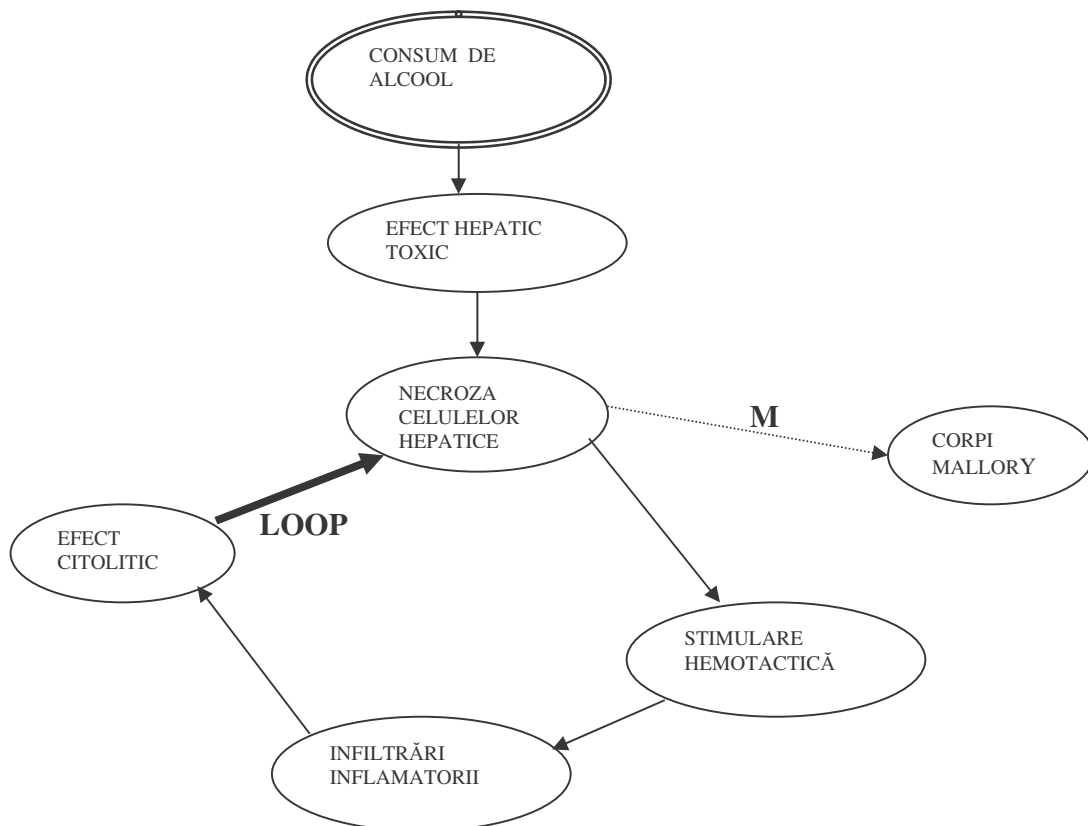 CONSUM DE
ALCOOL
EFECT HEPATIC
TOXIC
NECROZA
CELULELOR
HEPATICE
M
CORPI
MALLORY
LOOP
EFECT
CITOLITIC
STIMULARE
HEMOTACTICĂ
INFILTRĂRI
INFLAMATORII